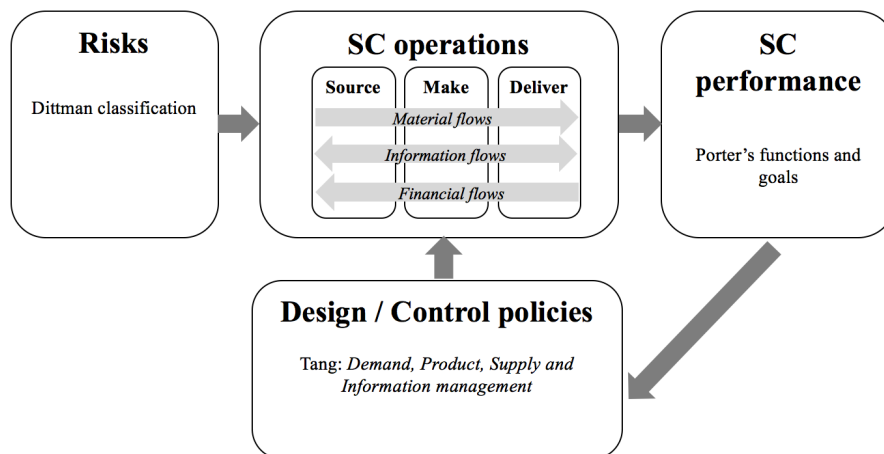 Risks
Dittman classification
SC operations
Source
Make
Deliver
Material flows
Information flows
Financial flows
SC
performance
Porter's functions and
goals
Design / Control policies
Tang: Demand, Product, Supply and
Information management